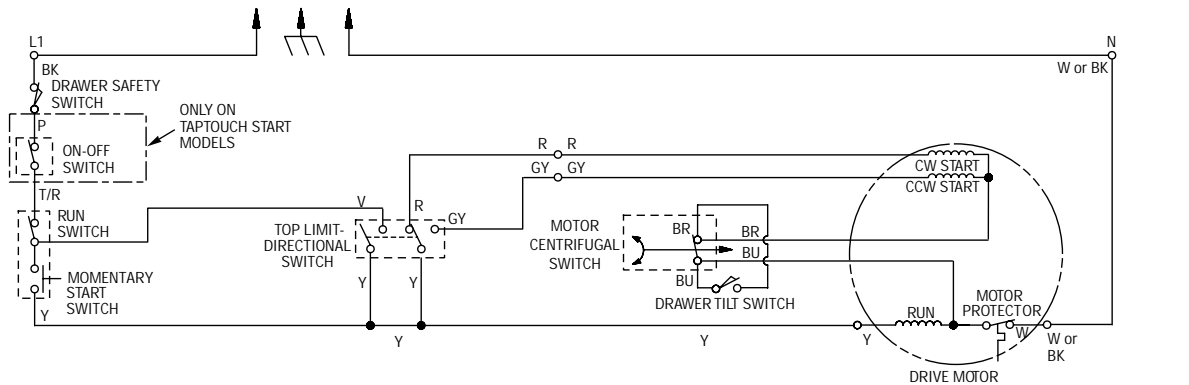 L1
N
BK
W or BK
DRAWER SAFETY
SWITCH
ONLY ON
TAPTOUCH START
MODELS
P
ON-OFF
SWITCH
T/R
RUN
SWITCH
MOMENTARY
START
SWITCH
Y
V
R
GY
TOP LIMIT-
DIRECTIONAL
SWITCH
Y
Y
Y
R
R
GY
GY
CW START
CCW START
MOTOR
CENTRIFUGAL
SWITCH
BR
BR
BU
BU
DRAWER TILT SWITCH
Y
Y
RUN
MOTOR
PROTECTOR
W
W or
BK
DRIVE MOTOR